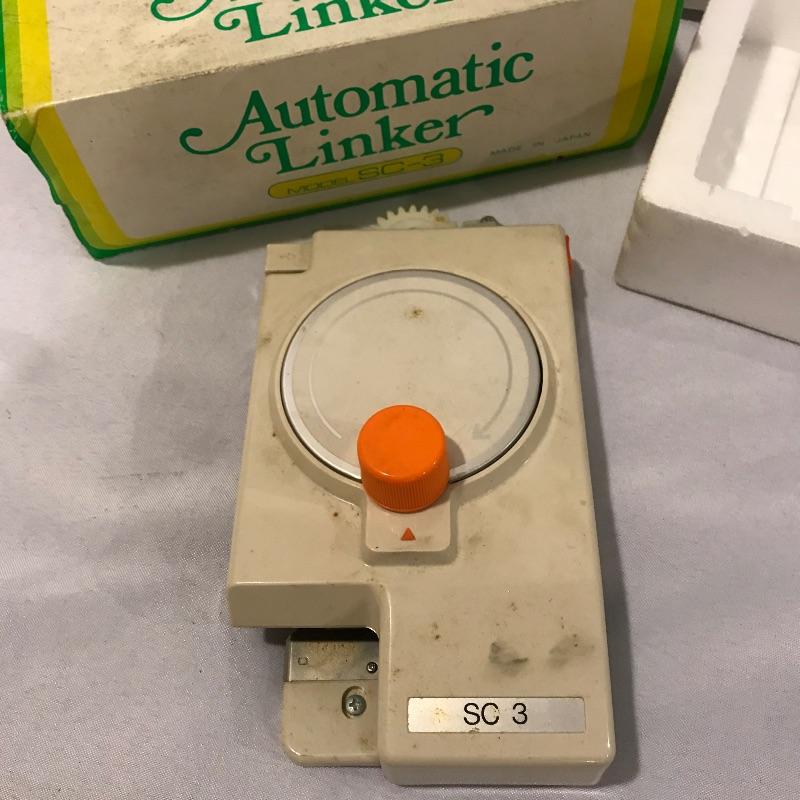 Linker
Automatic
Linker
MODEL SC-3
MADE IN JAPAN
SC 3